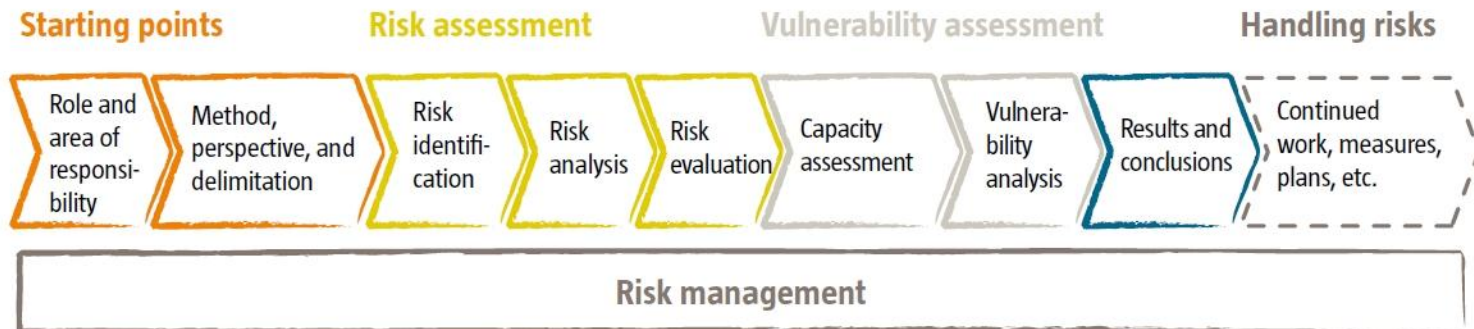 Starting points
Risk assessment
Vulnerability assessment
Handling risks
Role and
area of
responsi-
bility
Method,
perspective, and
delimitation
Risk
identifi-
cation
Risk
analysis
Risk
evaluation
Capacity
assessment
Vulnera-
bility
analysis
Results and
conclusions
Continued
work, measures,
plans, etc.
Risk management